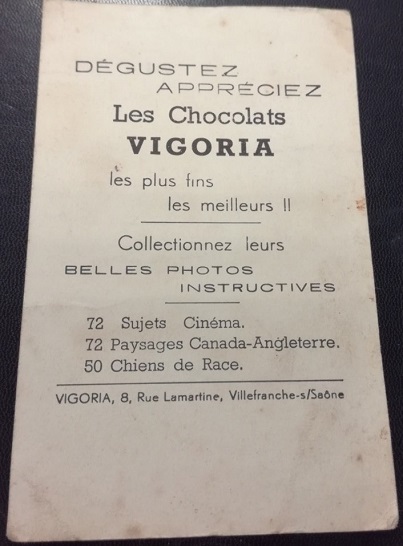 DÉGUSTEZ
APPRÉCIEZ
Les Chocolats
VIGORIA
les plus fins
les meilleurs !!
Collectionnez leurs
BELLES PHOTOS
INSTRUCTIVES
72 Sujets Cinéma.
72 Paysages Canada-Angleterre.
50 Chiens de Race.
VIGORIA, 8, Rue Lamartine, Villefranche-s/Saône